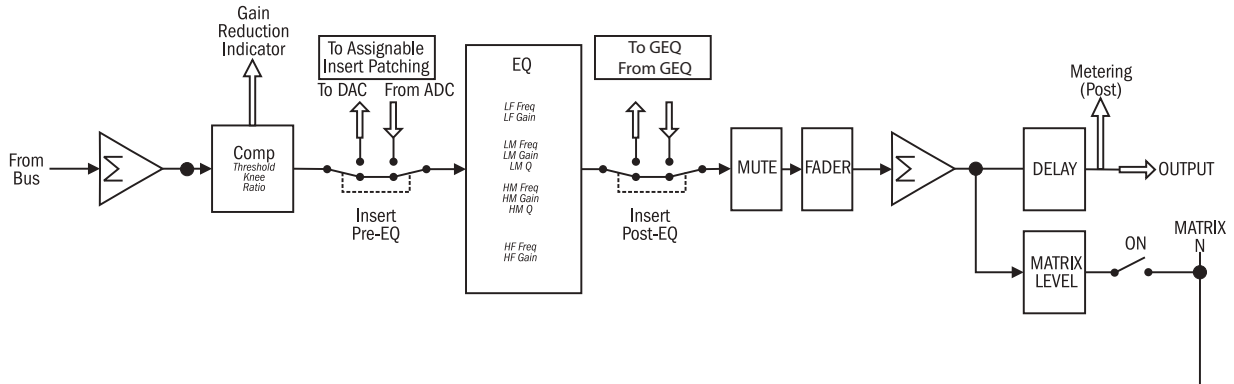 Gain
Reduction
Indicator
To Assignable
Insert Patching
To DAC
From ADC
To GEQ
From GEQ
EQ
LF Freq
LF Gain
LM Freq
LM Gain
LM Q
HM Freq
HM Gain
HM Q
HF Freq
HF Gain
Metering
(Post)
From
Bus
Σ
Comp
Threshold
Knee
Ratio
Insert
Pre-EQ
Insert
Post-EQ
MUTE
FADER
Σ
DELAY
OUTPUT
MATRIX
LEVEL
ON
MATRIX
N